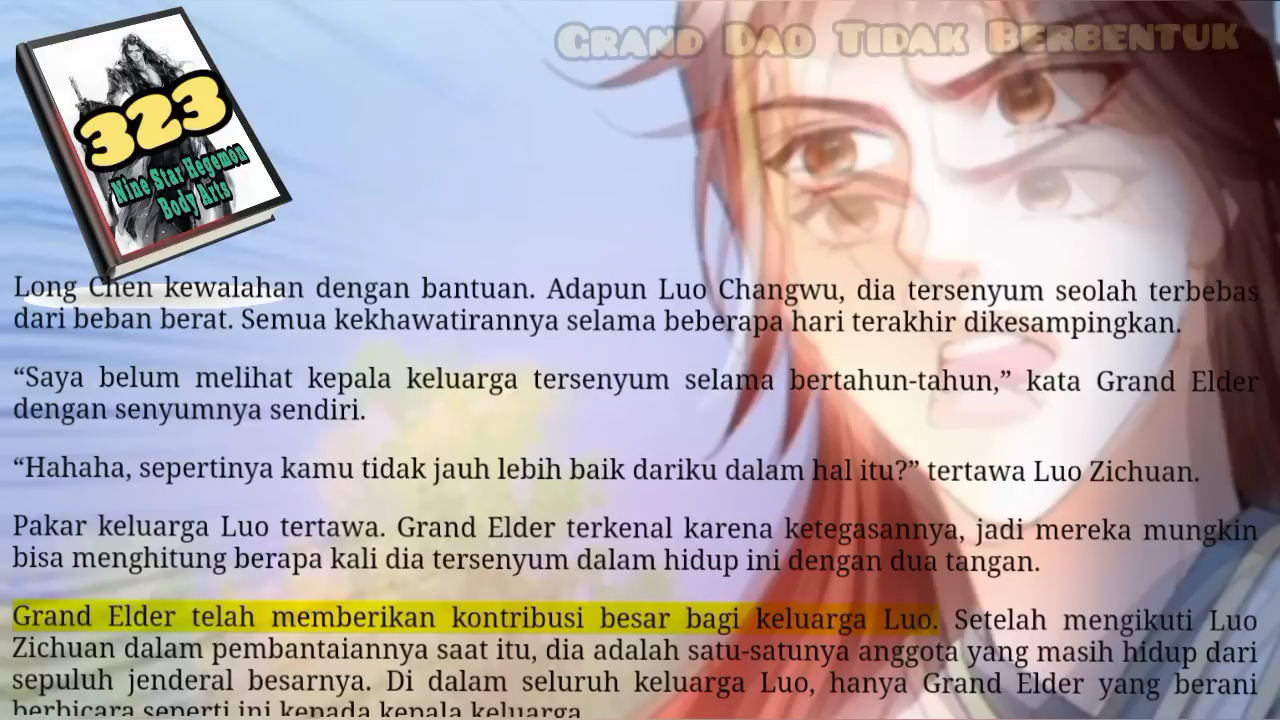 Grand Dao Tidak Berbentuk
323
Nine Star Hegemon
Body Arts
Long Chen kewalahan dengan bantuan. Adapun Luo Changwu, dia tersenyum seolah terbebas
dari beban berat. Semua kekhawatirannya selama beberapa hari terakhir dikesampingkan.
“Saya belum melihat kepala keluarga tersenyum selama bertahun-tahun,” kata Grand Elder
dengan senyumnya sendiri.
“Hahaha, sepertinya kamu tidak jauh lebih baik dariku dalam hal itu?” tertawa Luo Zichuan.
Pakar keluarga Luo tertawa. Grand Elder terkenal karena ketegasannya, jadi mereka mungkin
bisa menghitung berapa kali dia tersenyum dalam hidup ini dengan dua tangan.
Grand Elder telah memberikan kontribusi besar bagi keluarga Luo. Setelah mengikuti Luo
Zichuan dalam pembantaiannya saat itu, dia adalah satu-satunya anggota yang masih hidup dari
sepuluh jenderal besarnya. Di dalam seluruh keluarga Luo, hanya Grand Elder yang berani
berbicara seperti ini kepada kepala keluarga.